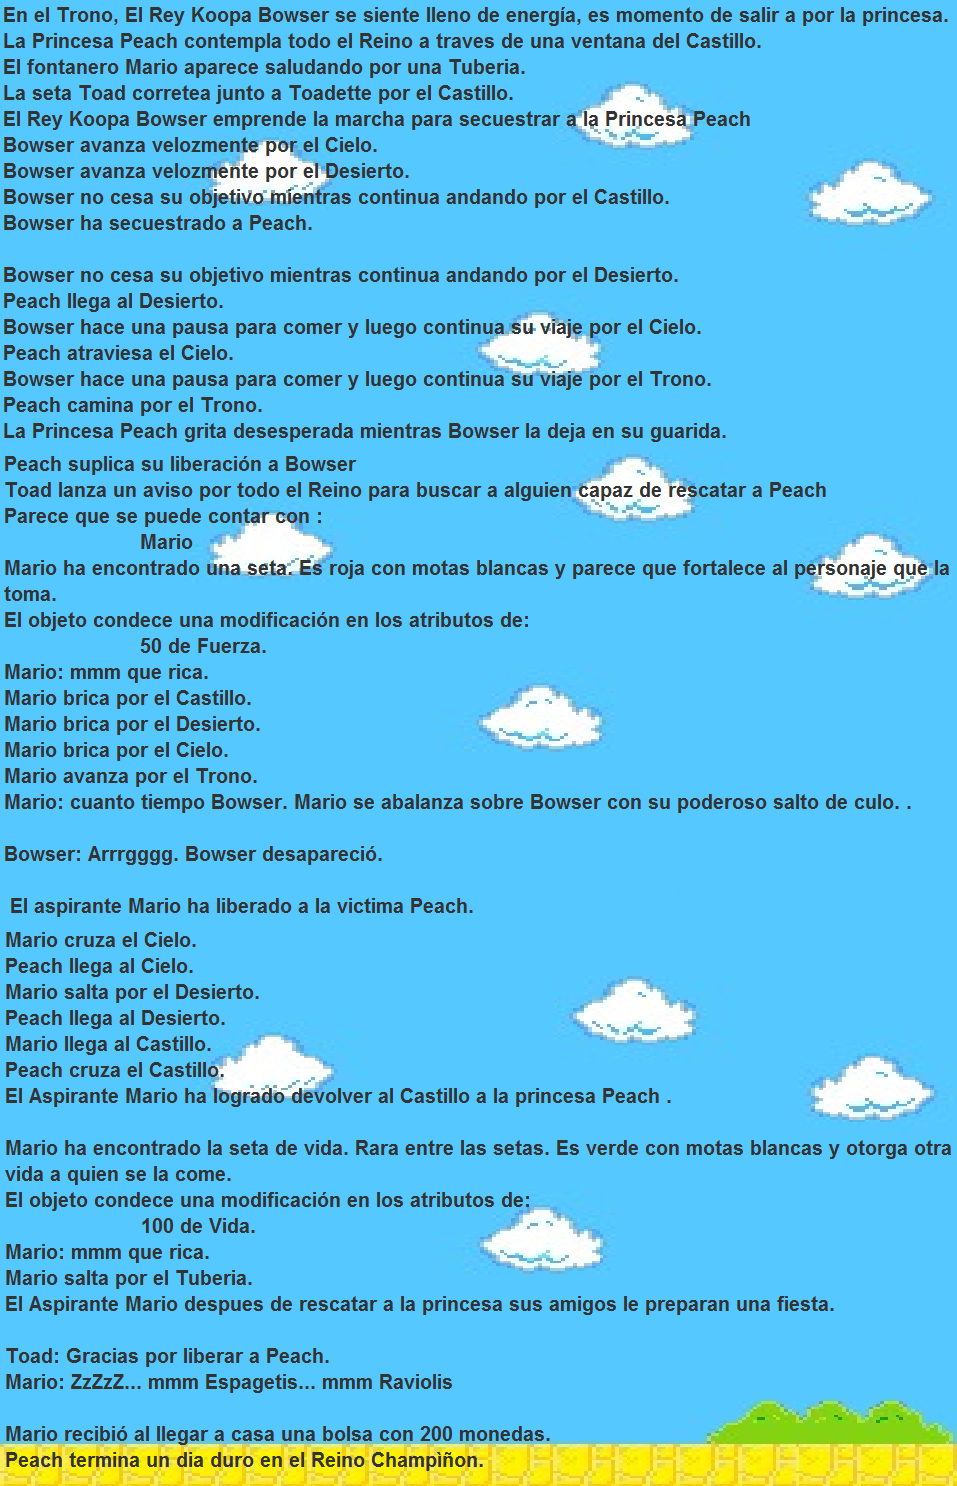 En el Trono, El Rey Koopa Bowser se siente lleno de energía, es momento de salir a por la princesa.
La Princesa Peach contempla todo el Reino a traves de una ventana del Castillo.
El fontanero Mario aparece saludando por una Tuberia.
La seta Toad corretea junto a Toadette por el Castillo.
El Rey Koopa Bowser emprende la marcha para secuestrar a la Princesa Peach
Bowser avanza velozmente por el Cielo.
Bowser avanza velozmente por el Desierto.
Bowser no cesa su objetivo mientras continua andando por el Castillo.
Bowser ha secuestrado a Peach.
Bowser no cesa su objetivo mientras continua andando por el Desierto.
Peach llega al Desierto.
Bowser hace una pausa para comer y luego continua su viaje por el Cielo.
Peach atraviesa el Cielo.
Bowser hace una pausa para comer y luego continua su viaje por el Trono.
Peach camina por el Trono.
La Princesa Peach grita desesperada mientras Bowser la deja en su guarida.
Peach suplica su liberación a Bowser
Toad lanza un aviso por todo el Reino para buscar a alguien capaz de rescatar a Peach
Parece que se puede contar con :
Mario
Mario ha encontrado una seta. Es roja con motas blancas y parece que fortalece al personaje que la
toma.
El objeto condece una modificación en los atributos de:
50 de Fuerza.
Mario: mmm que rica.
Mario brica por el Castillo.
Mario brica por el Desierto.
Mario brica por el Cielo.
Mario avanza por el Trono.
Mario: cuanto tiempo Bowser. Mario se abalanza sobre Bowser con su poderoso salto de culo. .
Bowser: Arrrgggg. Bowser desapareció.
El aspirante Mario ha liberado a la victima Peach.
Mario cruza el Cielo.
Peach llega al Cielo.
Mario salta por el Desierto.
Peach llega al Desierto.
Mario llega al Castillo.
Peach cruza el Castillo.
El Aspirante Mario ha logrado devolver al Castillo a la princesa Peach .
Mario ha encontrado la seta de vida. Rara entre las setas. Es verde con motas blancas y otorga otra
vida a quien se la come.
El objeto condece una modificación en los atributos de:
100 de Vida.
Mario: mmm que rica.
Mario salta por el Tuberia.
El Aspirante Mario despues de rescatar a la princesa sus amigos le preparan una fiesta.
Toad: Gracias por liberar a Peach.
Mario: ZzZzZ... mmm Espagetis... mmm Raviolis
Mario recibió al llegar a casa una bolsa con 200 monedas.
Peach termina un dia duro en el Reino Champìñon.